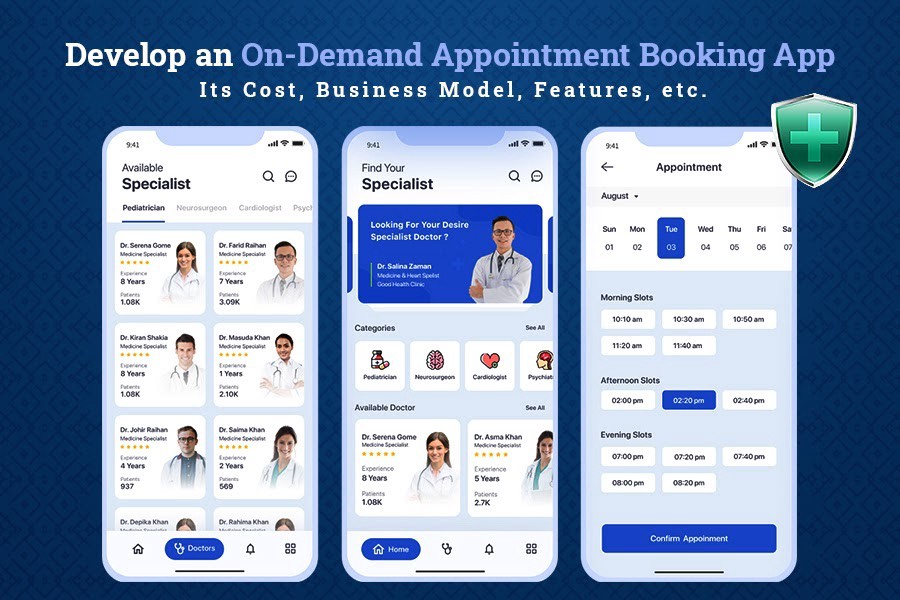 Develop an On-Demand Appointment Booking App
Its Cost, Business Model, Features, etc.
9:41
Available
Specialist
Pediatrician Neurosurgeon Cardiologist Psych
Dr. Serena Gome
Medicine Specialist
Experience
8 Years
Patients
1.08K
Dr. Farid Raihan
Medicine Specialist
Experience
7 Years
Patients
3.09K
Dr. Kiran Shakia
Medicine Specialist
Experience
8 Years
Patients
1.08K
Dr. Masuda Khan
Medicine Specialist
Experience
1 Years
Patients
2.10K
Dr. Johir Raihan
Medicine Specialist
Experience
4 Years
Patients
937
Dr. Saima Khan
Medicine Specialist
Experience
2 Years
Patients
569
Dr. Depika Khan
Medicine Specialist
Dr. Rahima Khan
Medicine Specialist
Doctors
9:41
Find Your
Specialist
Looking For Your Desire
Specialist Doctor ?
Dr. Salina Zaman
Medicine & Heart Spelist
Good Health Clinic
Categories See All
Pediatrician Neurosurgeon Cardiologist Psychiat
Available Doctor See All
Dr. Serena Gome
Medicine Specialist
Experience
8 Years
Patients
1.08K
Dr. Asma Khan
Medicine Specialist
Experience
5 Years
Patients
2.7K
Home
9:41
Appointment
August
Sun Mon Tue Wed Thu Fri Sa
01 02 03 04 05 06 07
Morning Slots
10:10 am 10:30 am 10:50 am
11:20 am 11:40 am
Afternoon Slots
02:00 pm 02:20 pm 02:40 pm
Evening Slots
07:00 pm 07:20 pm 07:40 pm
08:00 pm 08:20 pm
Confirm Appoinment